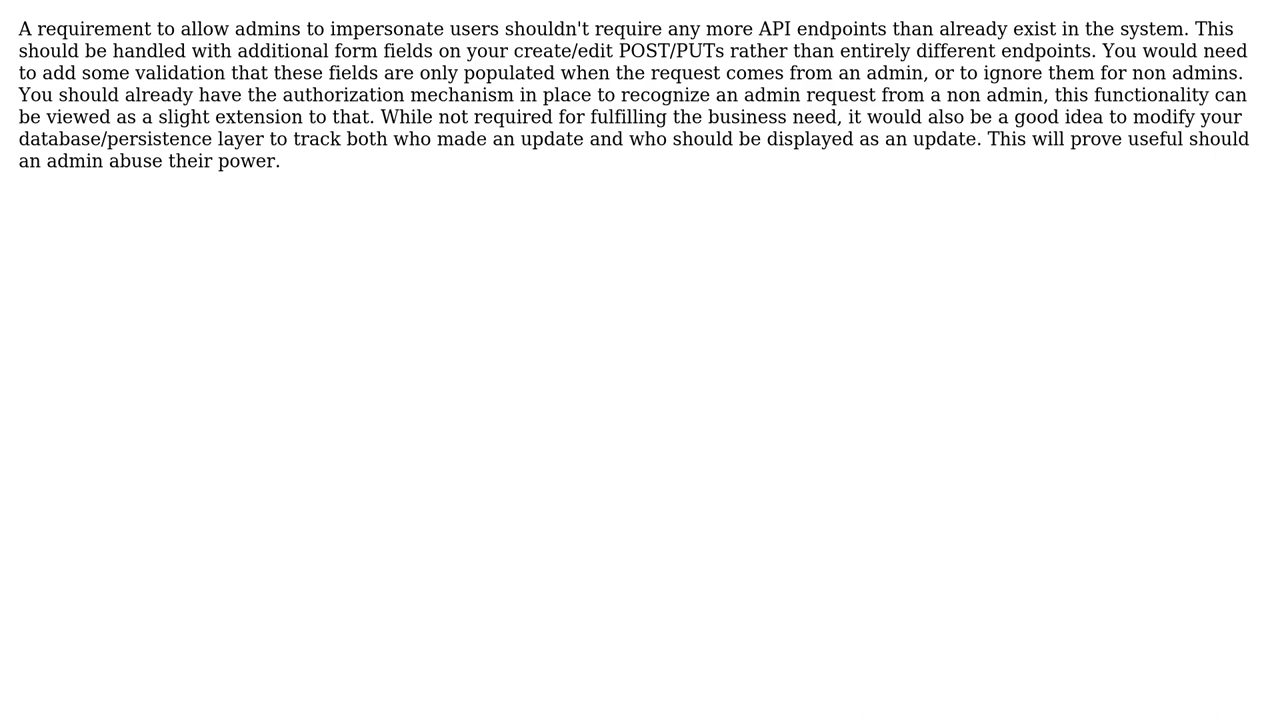 A requirement to allow admins to impersonate users shouldn't require any more API endpoints than already exist in the system. This
should be handled with additional form fields on your create/edit POST/PUTs rather than entirely different endpoints. You would need
to add some validation that these fields are only populated when the request comes from an admin, or to ignore them for non admins.
You should already have the authorization mechanism in place to recognize an admin request from a non admin, this functionality can
be viewed as a slight extension to that. While not required for fulfilling the business need, it would also be a good idea to modify your
database/persistence layer to track both who made an update and who should be displayed as an update. This will prove useful should
an admin abuse their power.